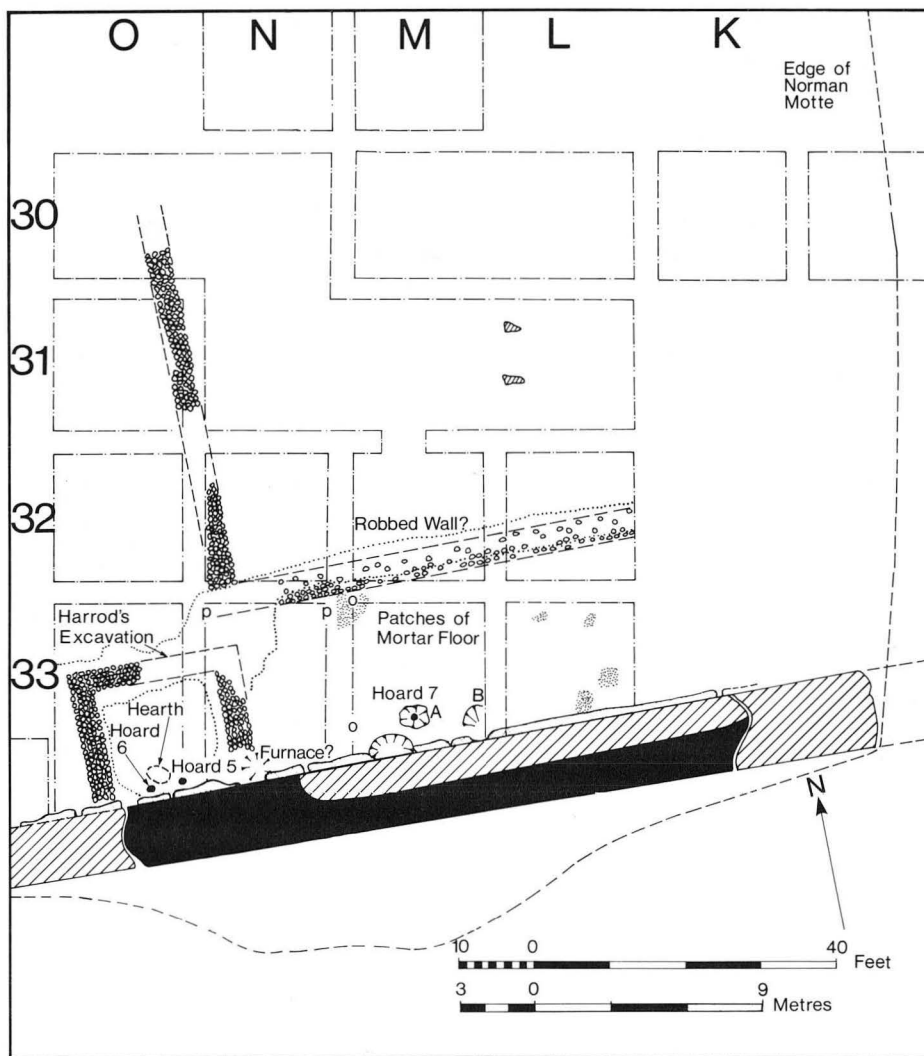 O N M L K
Edge of
Norman
Motte
30
31
32
Robbed Wall?
p p o
Harrod's
Excavation
Patches of
Mortar Floor
33
Hoard 7
A B
Hearth
Hoard
6
Hoard 5
Furnace?
o
N
10 0 40
Feet
3 0 9
Metres